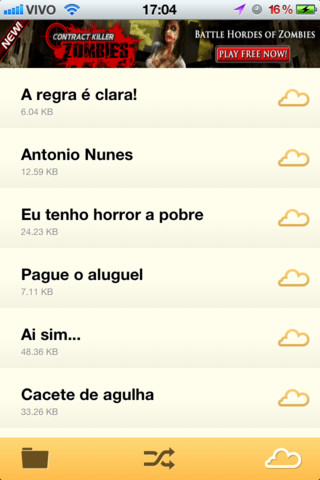 VIVO 17:04 16%
NEW!
CONTRACT KILLER
ZOMBIES
BATTLE HORDES OF ZOMBIES
PLAY FREE NOW!
A regra é clara!
6.04 KB
Antonio Nunes
12.59 KB
Eu tenho horror a pobre
24.23 KB
Pague o aluguel
7.11 KB
Ai sim...
48.36 KB
Cacete de agulha
33.26 KB